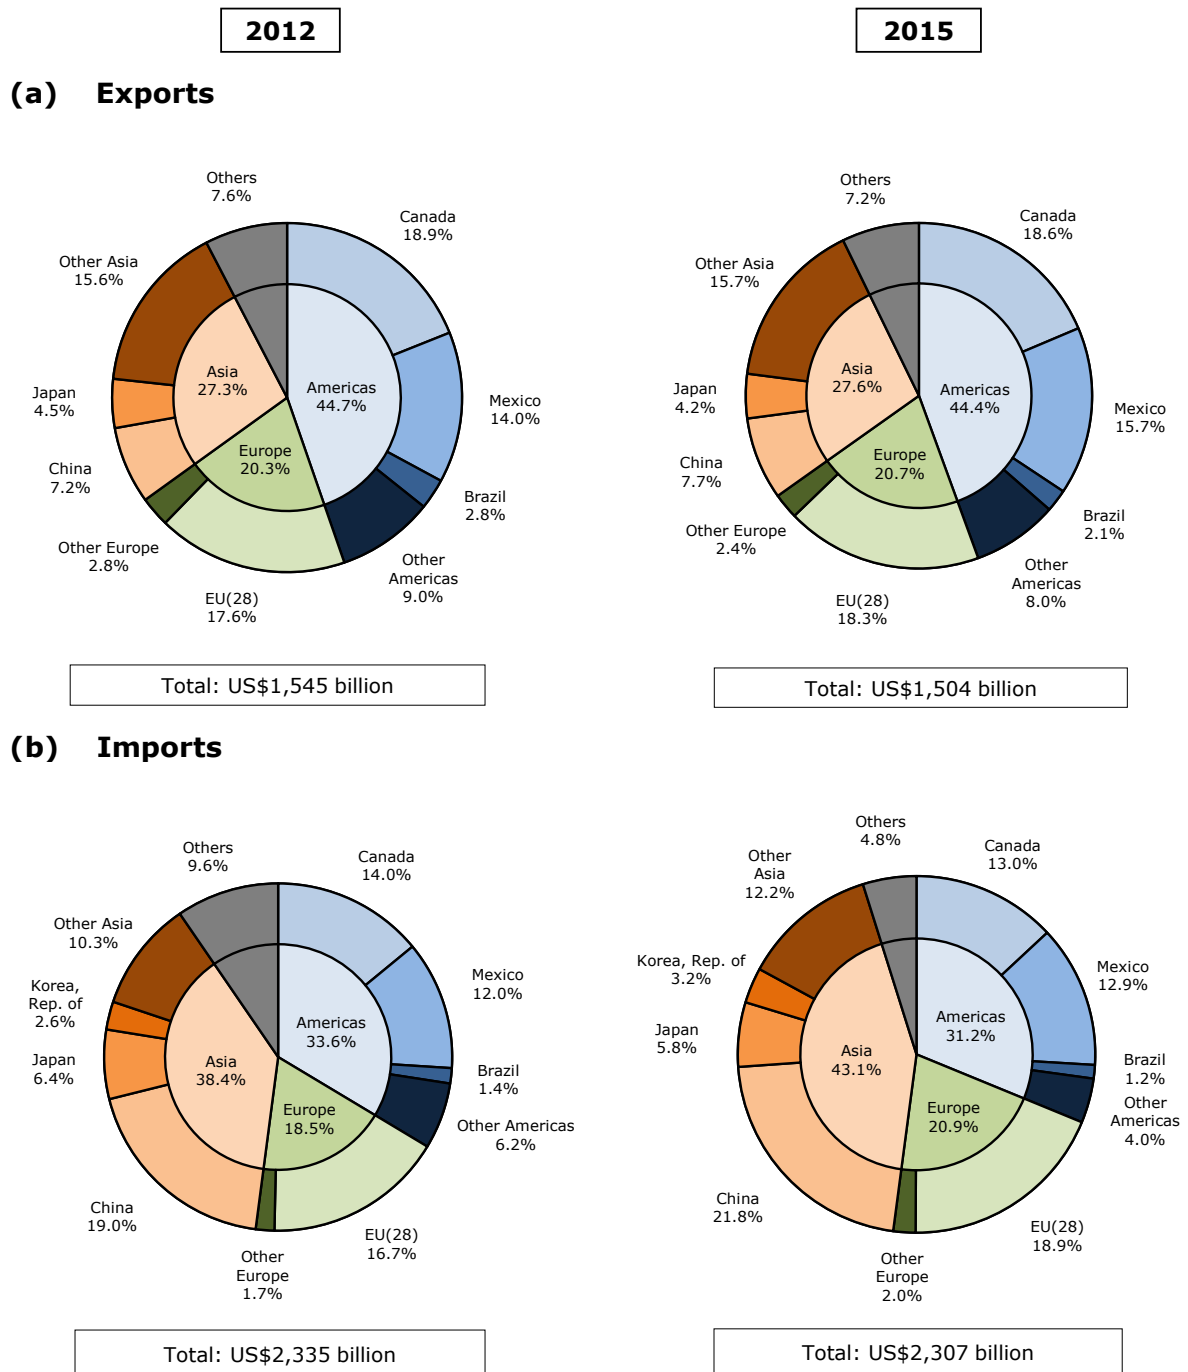 2012
2015
(a) Exports
Others
7.6%
Canada
18.9%
Other Asia
15.6%
Asia
27.3%
Americas
44.7%
Japan
4.5%
Mexico
14.0%
Europe
20.3%
China
7.2%
Brazil
2.8%
Other Europe
2.8%
Other
Americas
9.0%
EU(28)
17.6%
Total: US$1,545 billion
Others
7.2%
Canada
18.6%
Other Asia
15.7%
Asia
27.6%
Americas
44.4%
Japan
4.2%
Mexico
15.7%
Europe
20.7%
China
7.7%
Brazil
2.1%
Other Europe
2.4%
Other
Americas
8.0%
EU(28)
18.3%
Total: US$1,504 billion
(b) Imports
Others
9.6%
Canada
14.0%
Other Asia
10.3%
Mexico
12.0%
Korea,
Rep. of
2.6%
Americas
33.6%
Japan
6.4%
Asia
38.4%
Brazil
1.4%
Europe
18.5%
Other Americas
6.2%
China
19.0%
EU(28)
16.7%
Other
Europe
1.7%
Total: US$2,335 billion
Others
4.8%
Canada
13.0%
Other
Asia
12.2%
Korea, Rep. of
3.2%
Mexico
12.9%
Americas
31.2%
Japan
5.8%
Asia
43.1%
Brazil
1.2%
Europe
20.9%
Other
Americas
4.0%
China
21.8%
EU(28)
18.9%
Other
Europe
2.0%
Total: US$2,307 billion